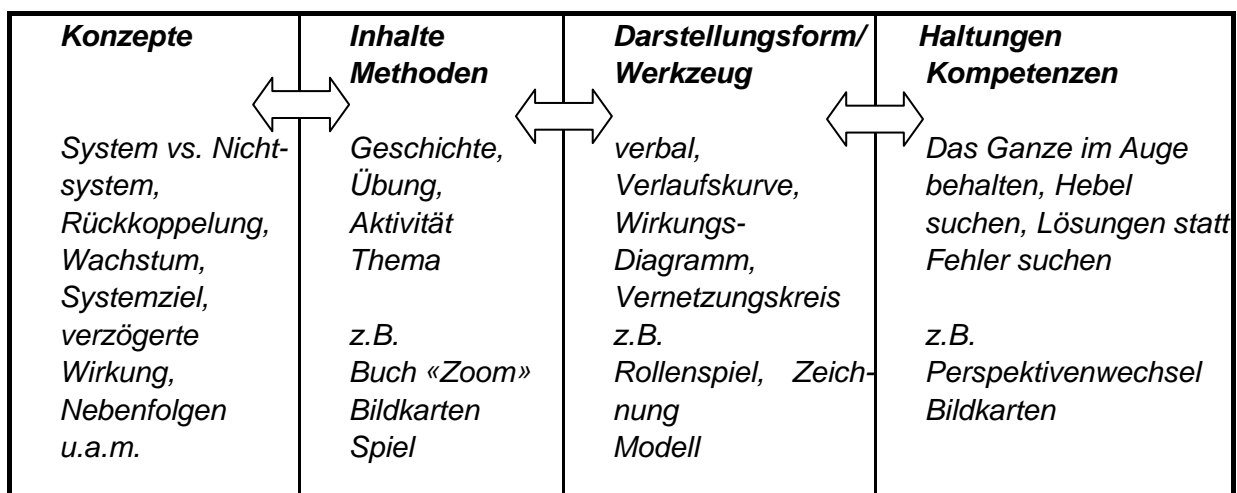 Konzepte
System vs. Nicht-
system,
Rückkoppelung,
Wachstum,
Systemziel,
verzögerte
Wirkung,
Nebenfolgen
u.a.m.
Inhalte
Methoden
Geschichte,
Übung,
Aktivität
Thema
z.B.
Buch «Zoom»
Bildkarten
Spiel
Darstellungsform/
Werkzeug
verbal,
Verlaufskurve,
Wirkungs-
Diagramm,
Vernetzungskreis
z.B.
Rollenspiel, Zeich-
nung
Modell
Haltungen
Kompetenzen
Das Ganze im Auge
behalten, Hebel
suchen, Lösungen statt
Fehler suchen
z.B.
Perspektivenwechsel
Bildkarten